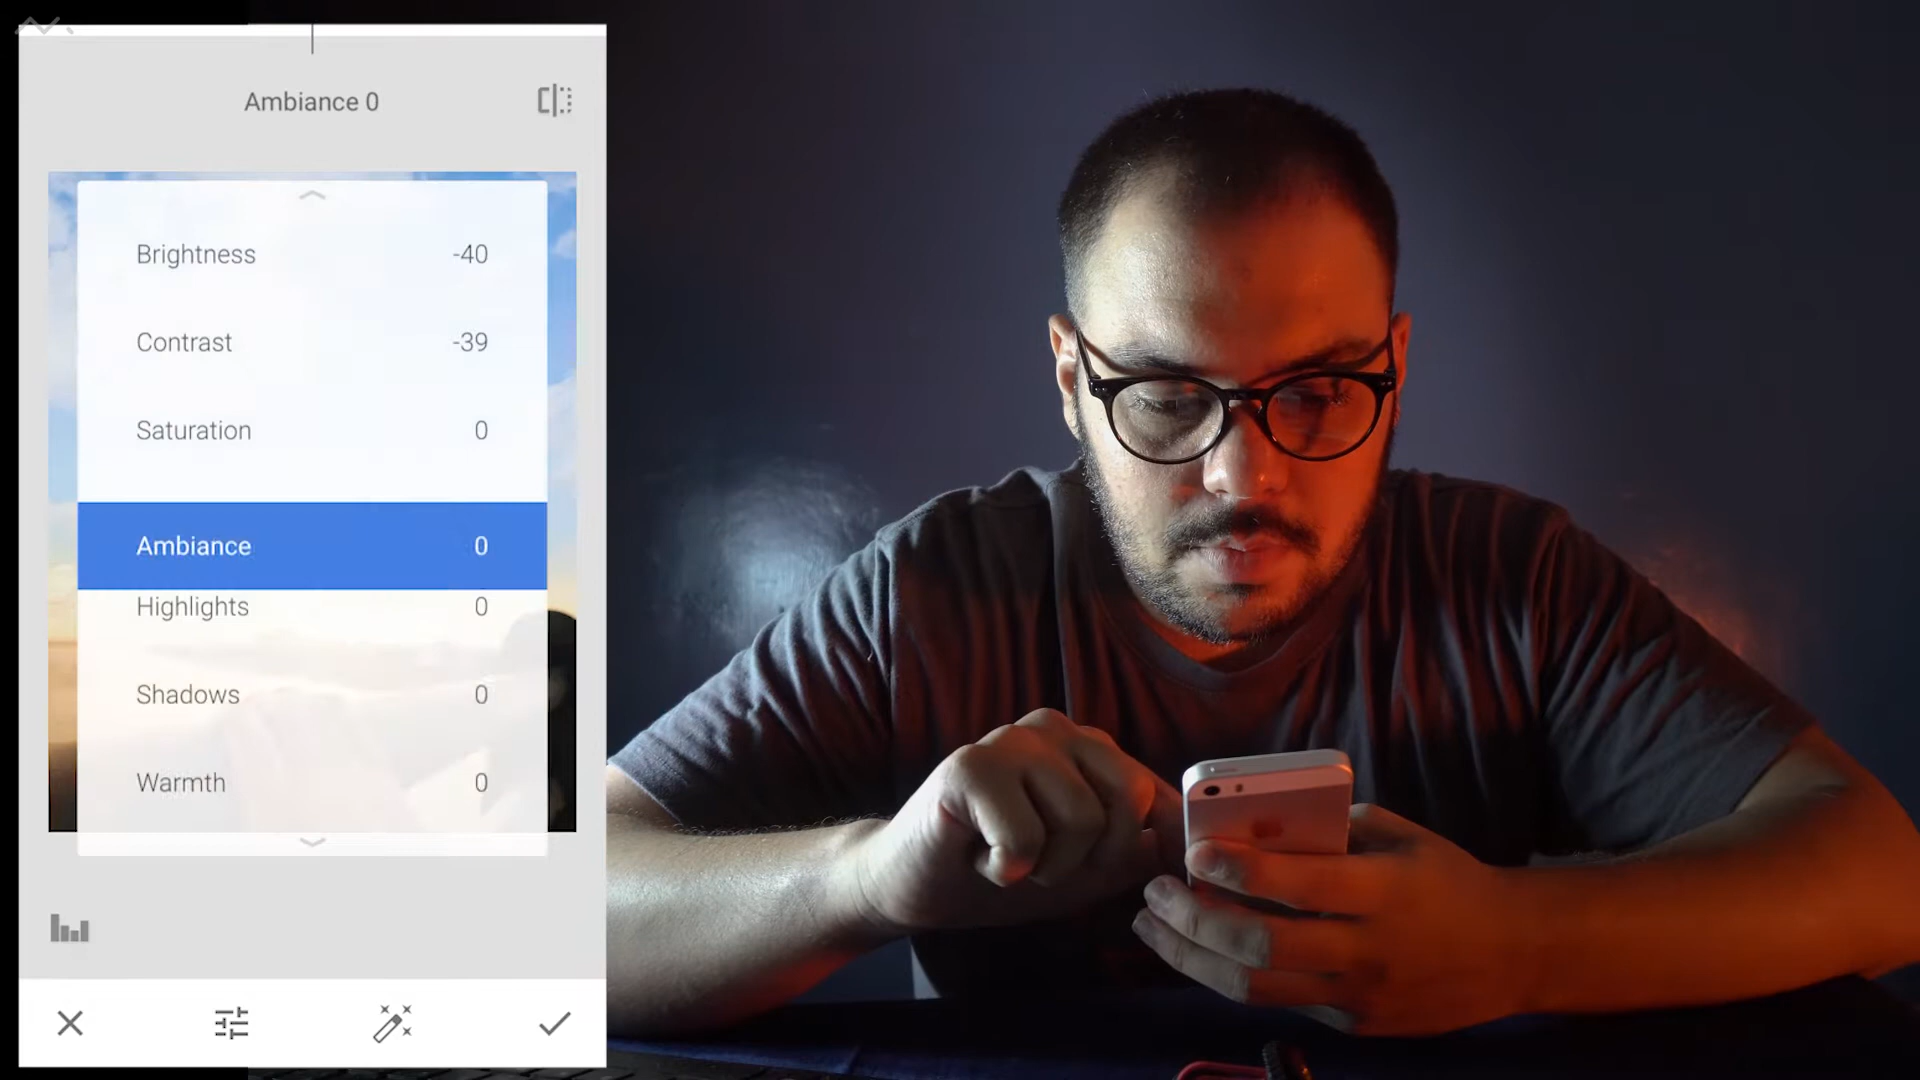 Ambiance 0
Brightness -40
Contrast -39
Saturation 0
Ambiance 0
Highlights 0
Shadows 0
Warmth 0